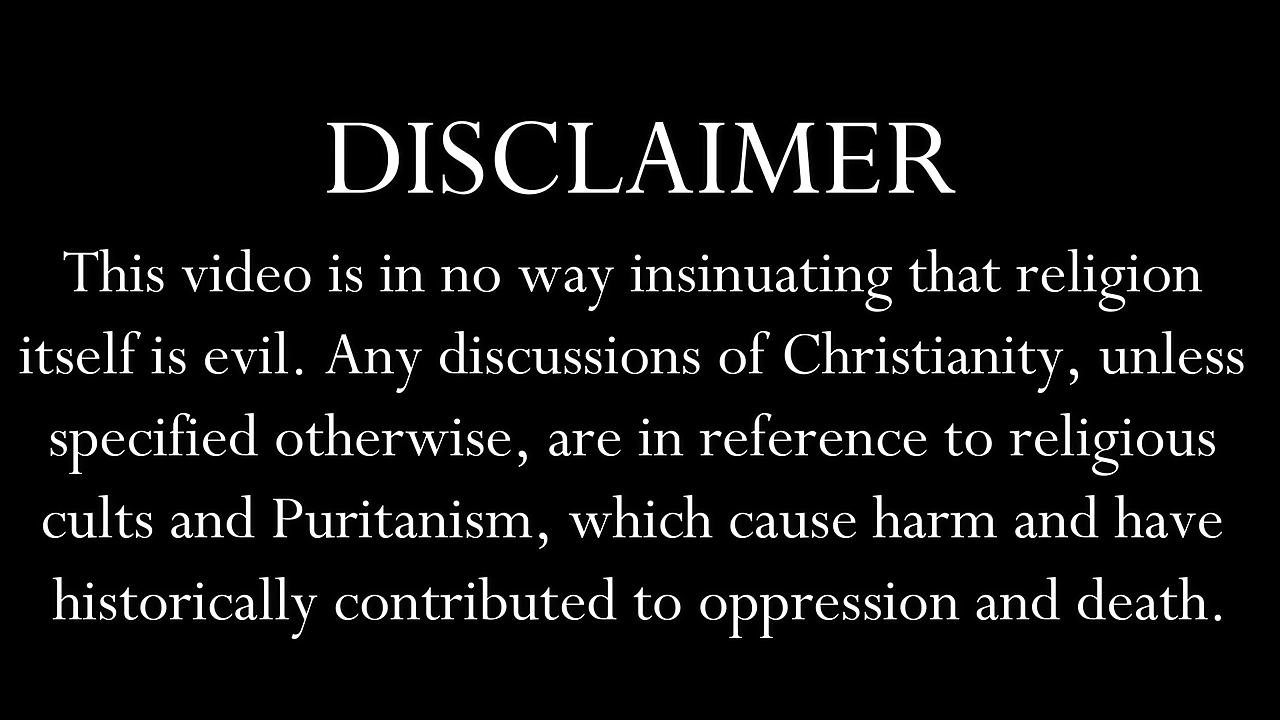 DISCLAIMER
This video is in no way insinuating that religion
itself is evil. Any discussions of Christianity, unless
specified otherwise, are in reference to religious
cults and Puritanism, which cause harm and have
historically contributed to oppression and death.